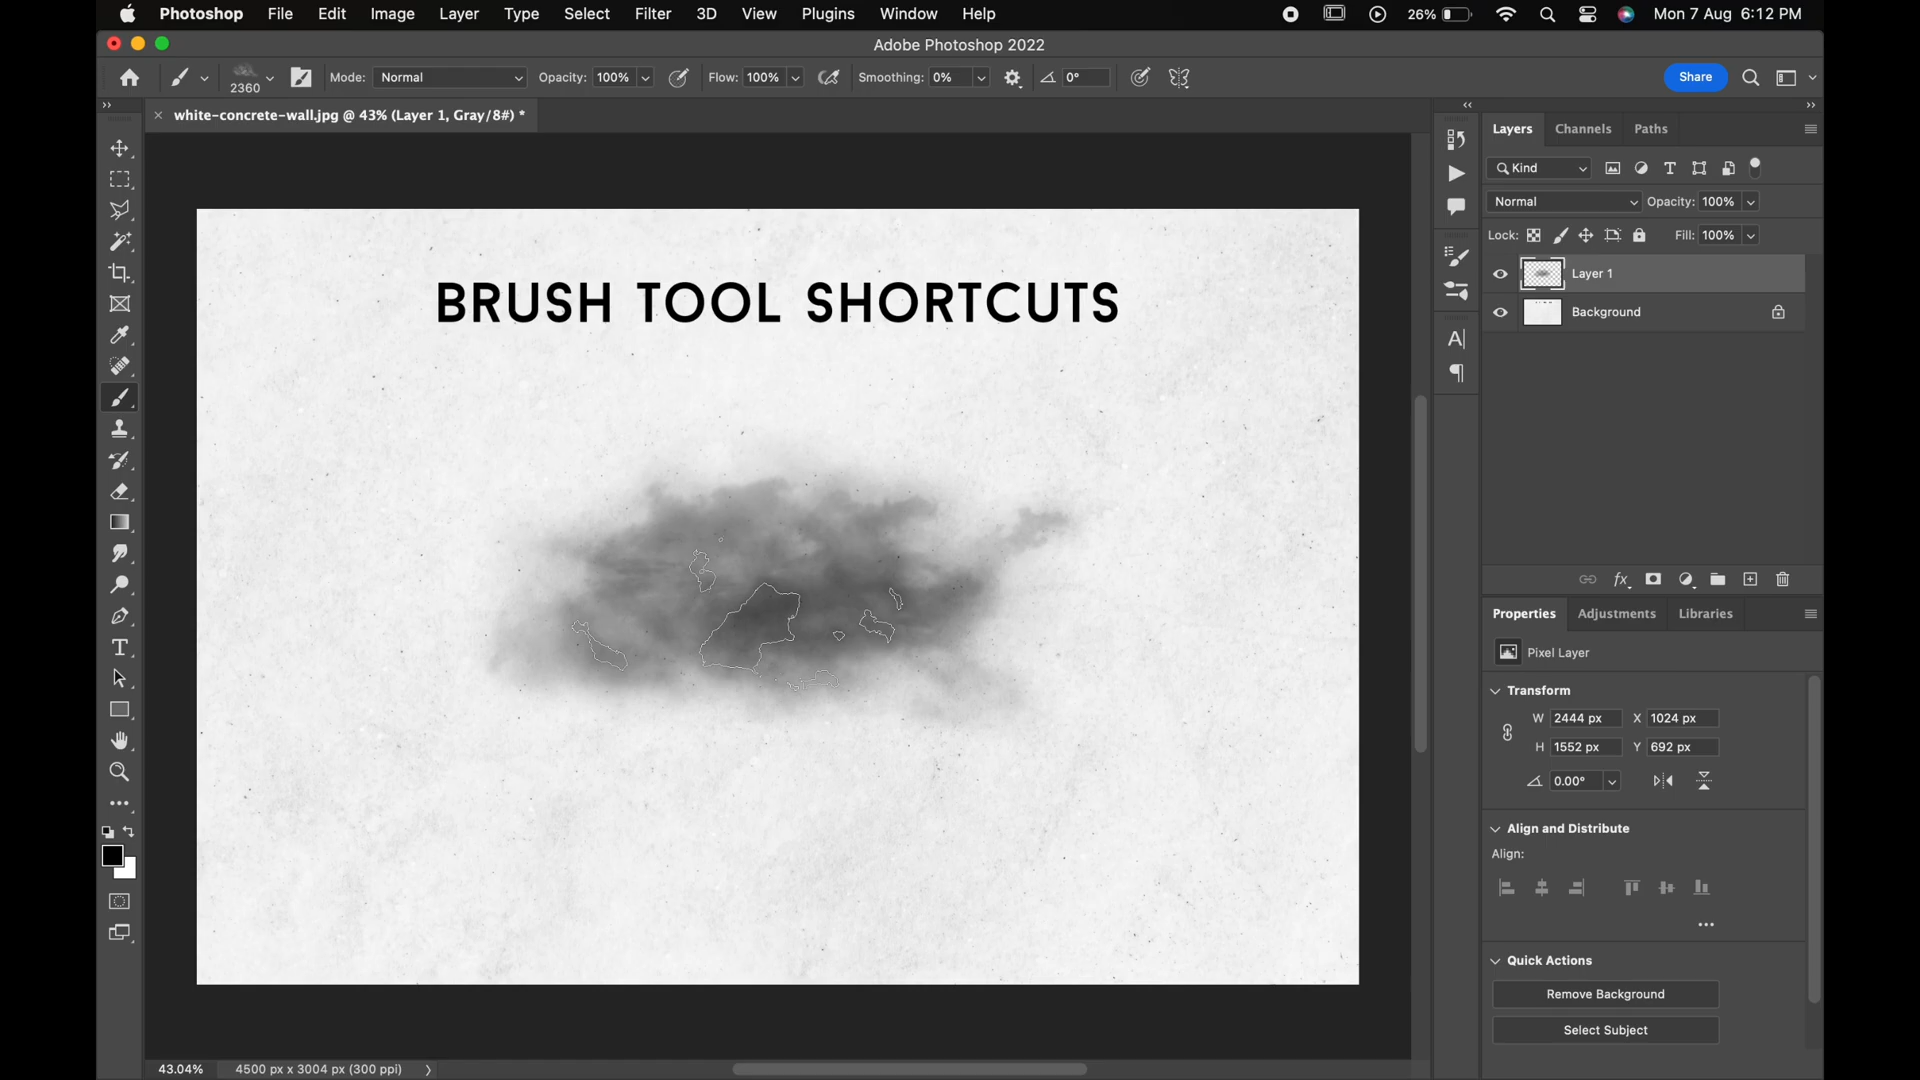 Photoshop File Edit Image Layer Type Select Filter 3D View Plugins Window Help 26% Mon 7 Aug 6:12 PM
Adobe Photoshop 2022
2360 Mode: Normal Opacity: 100% Flow: 100% Smoothing: 0% 0° Share
white-concrete-wall.jpg @ 43% (Layer 1, Gray/8#) *
Layers Channels Paths
Kind
Normal Opacity: 100%
Lock: Fill: 100%
Layer 1
Background
BRUSH TOOL SHORTCUTS
Properties Adjustments Libraries
Pixel Layer
Transform
W 2444 px X 1024 px
H 1552 px Y 692 px
0.00°
Align and Distribute
Align:
Quick Actions
Remove Background
Select Subject
43.04% 4500 px x 3004 px (300 ppi)